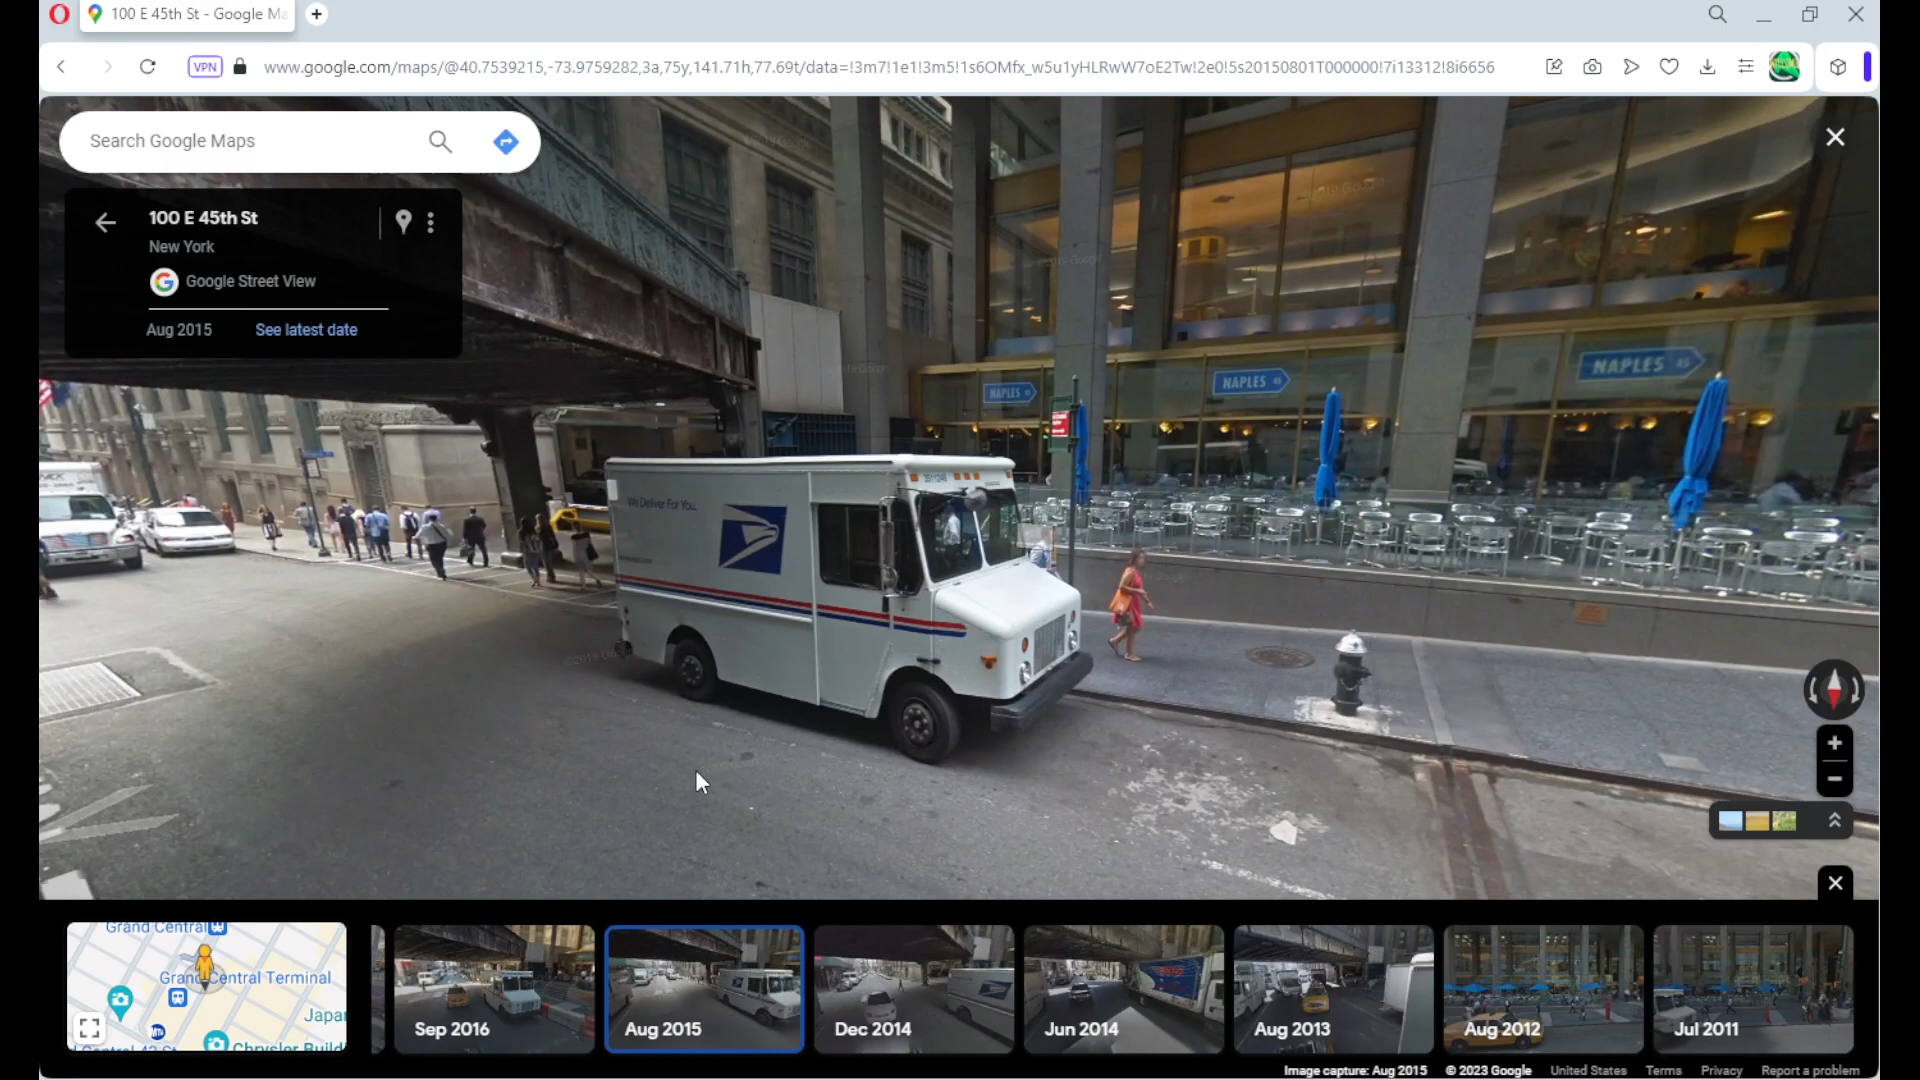 100 E 45th St - Google Ma
VPN
www.google.com/maps/@40.7539215,-73.9759282,3a,75y,141.71h,77.69t/data=!3m7!1e1!3m5!1s6OMfx_w5u1yHLRwW7oE2Tw!2e0!5s20150801T000000!7i13312!8i6656
Search Google Maps
100 E 45th St
New York
Google Street View
Aug 2015 See latest date
NAPLES 45
NAPLES 45
NAPLES 45
We Deliver For You.
Grand Central
Grand Central Terminal
Japa
Chrysler Buildi
Sep 2016
Aug 2015
Dec 2014
Jun 2014
Aug 2013
Aug 2012
Jul 2011
Image capture: Aug 2015 © 2023 Google United States Terms Privacy Report a problem